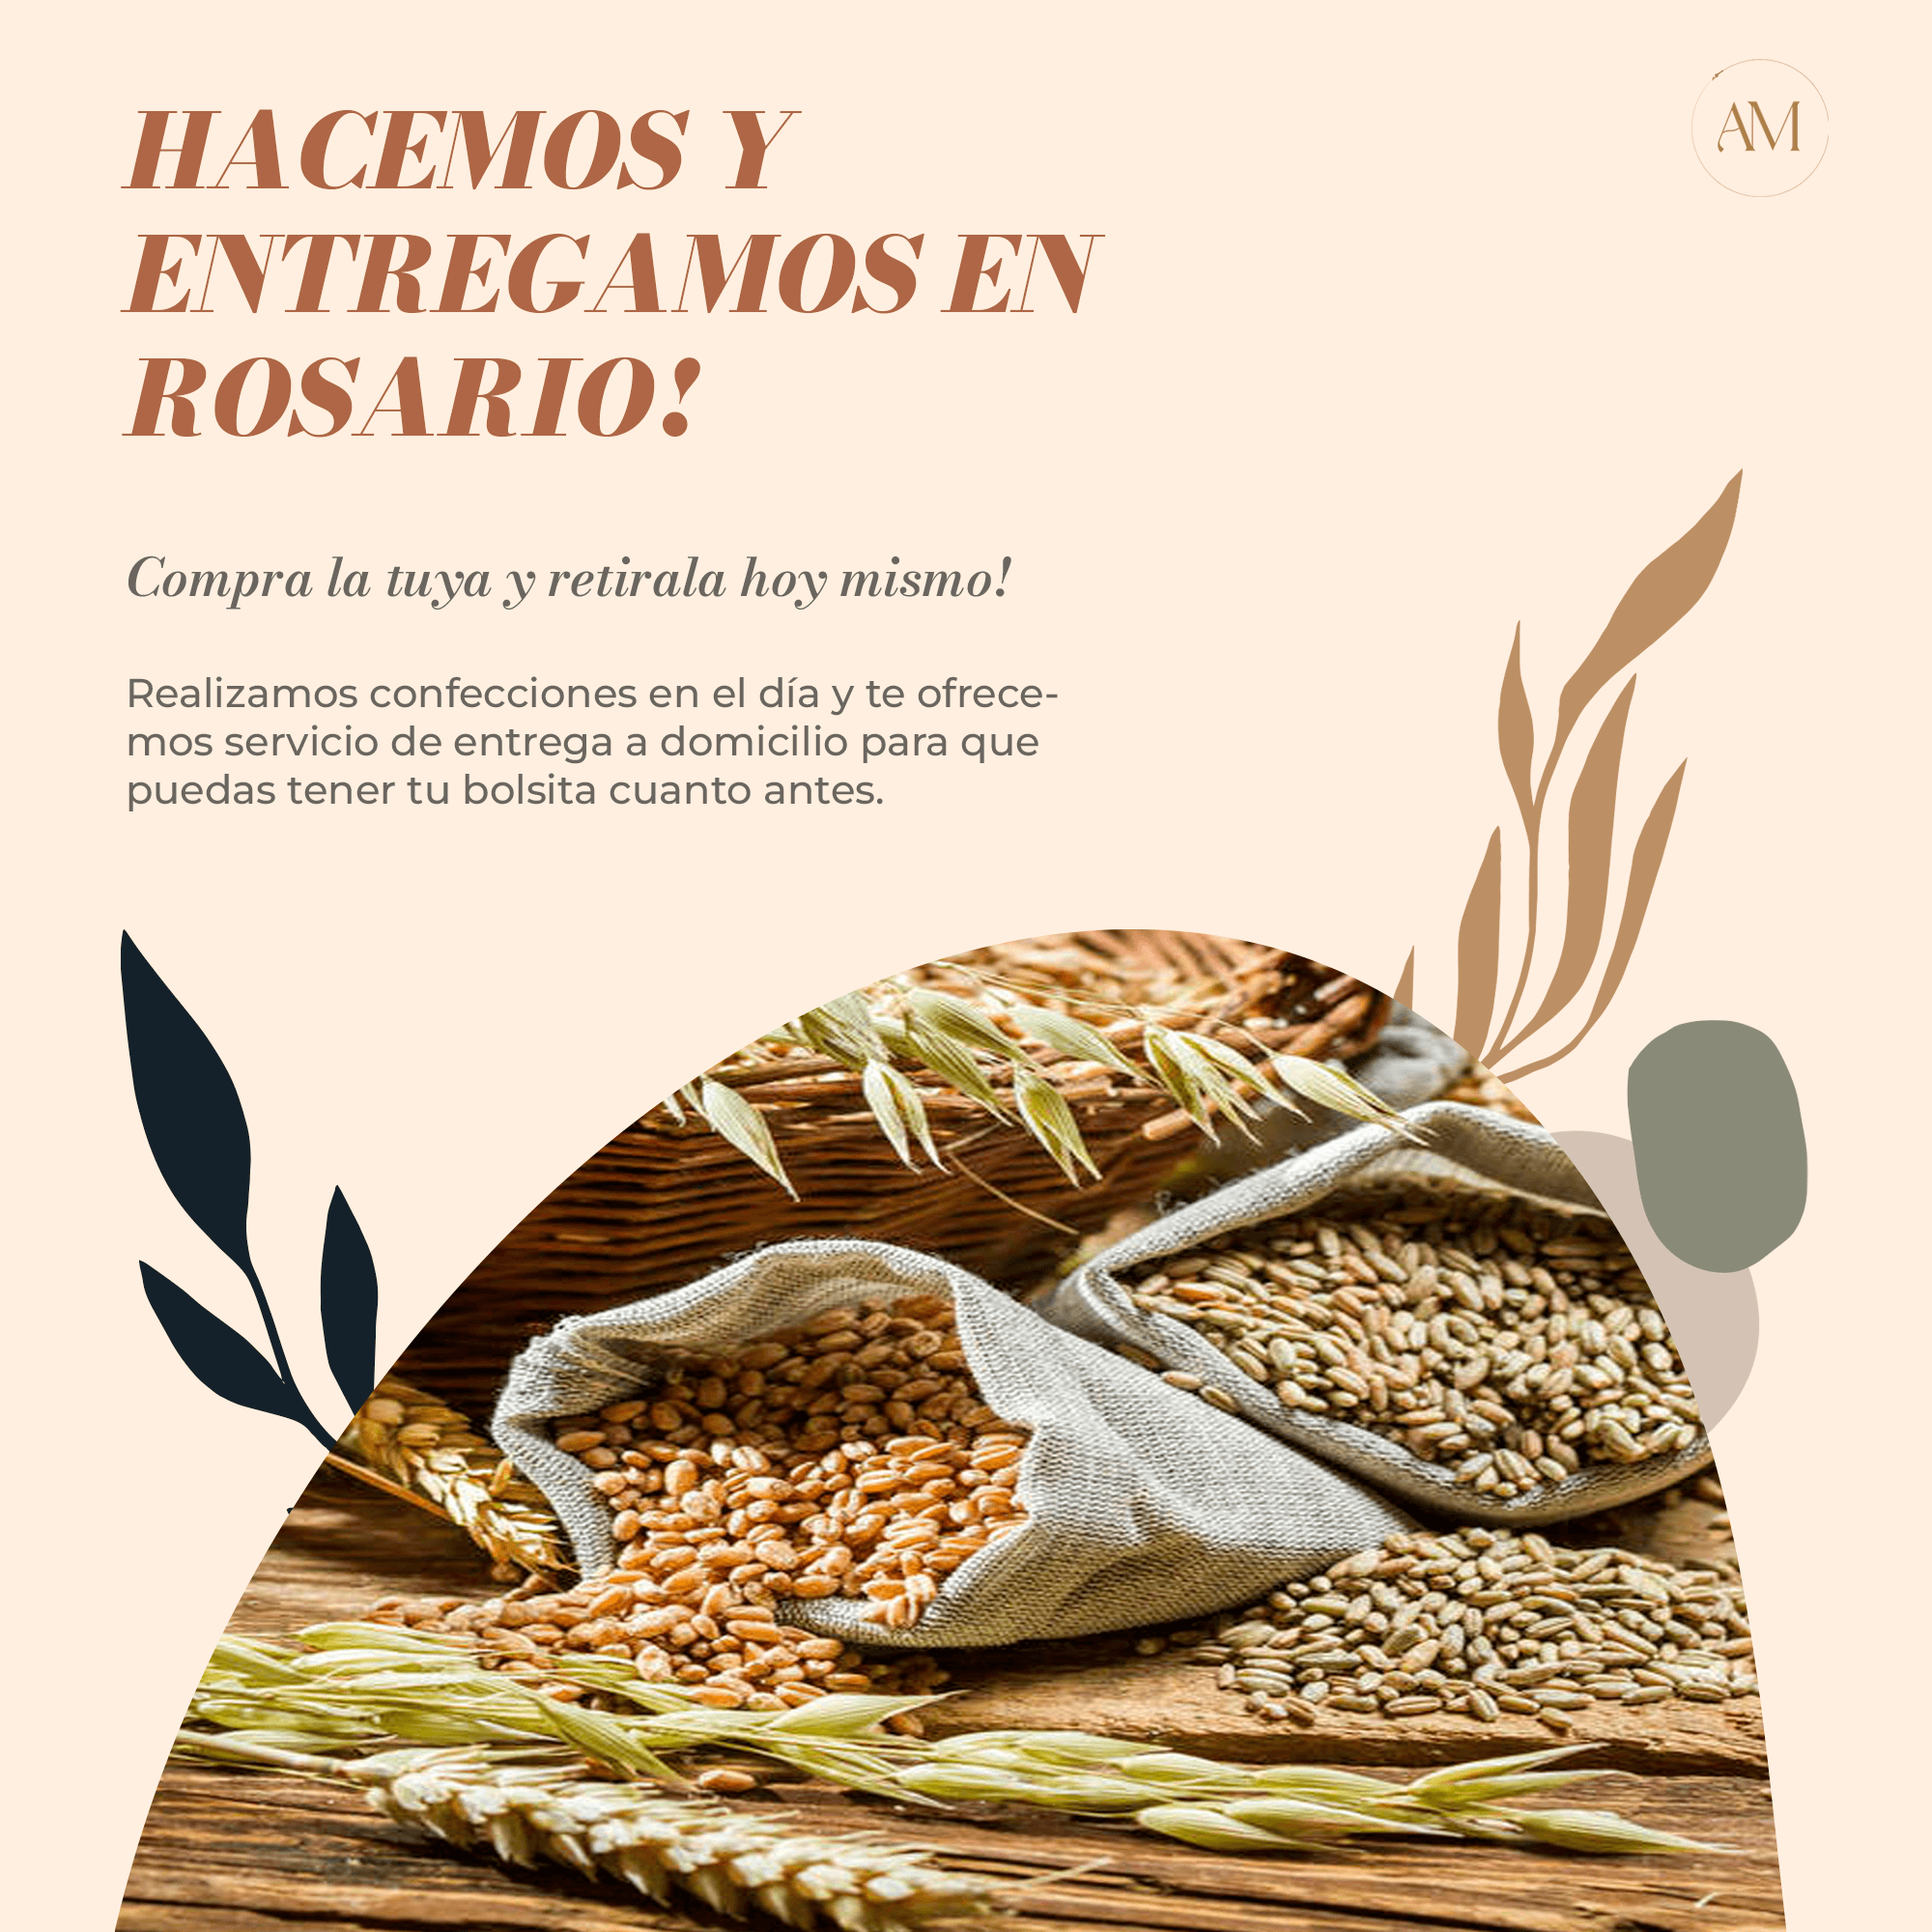 HACEMOS Y
ENTREGAMOS EN
ROSARIO!
AM
Compra la tuya y retirala hoy mismo!
Realizamos confecciones en el día y te ofrece-
mos servicio de entrega a domicilio para que
puedas tener tu bolsita cuanto antes.